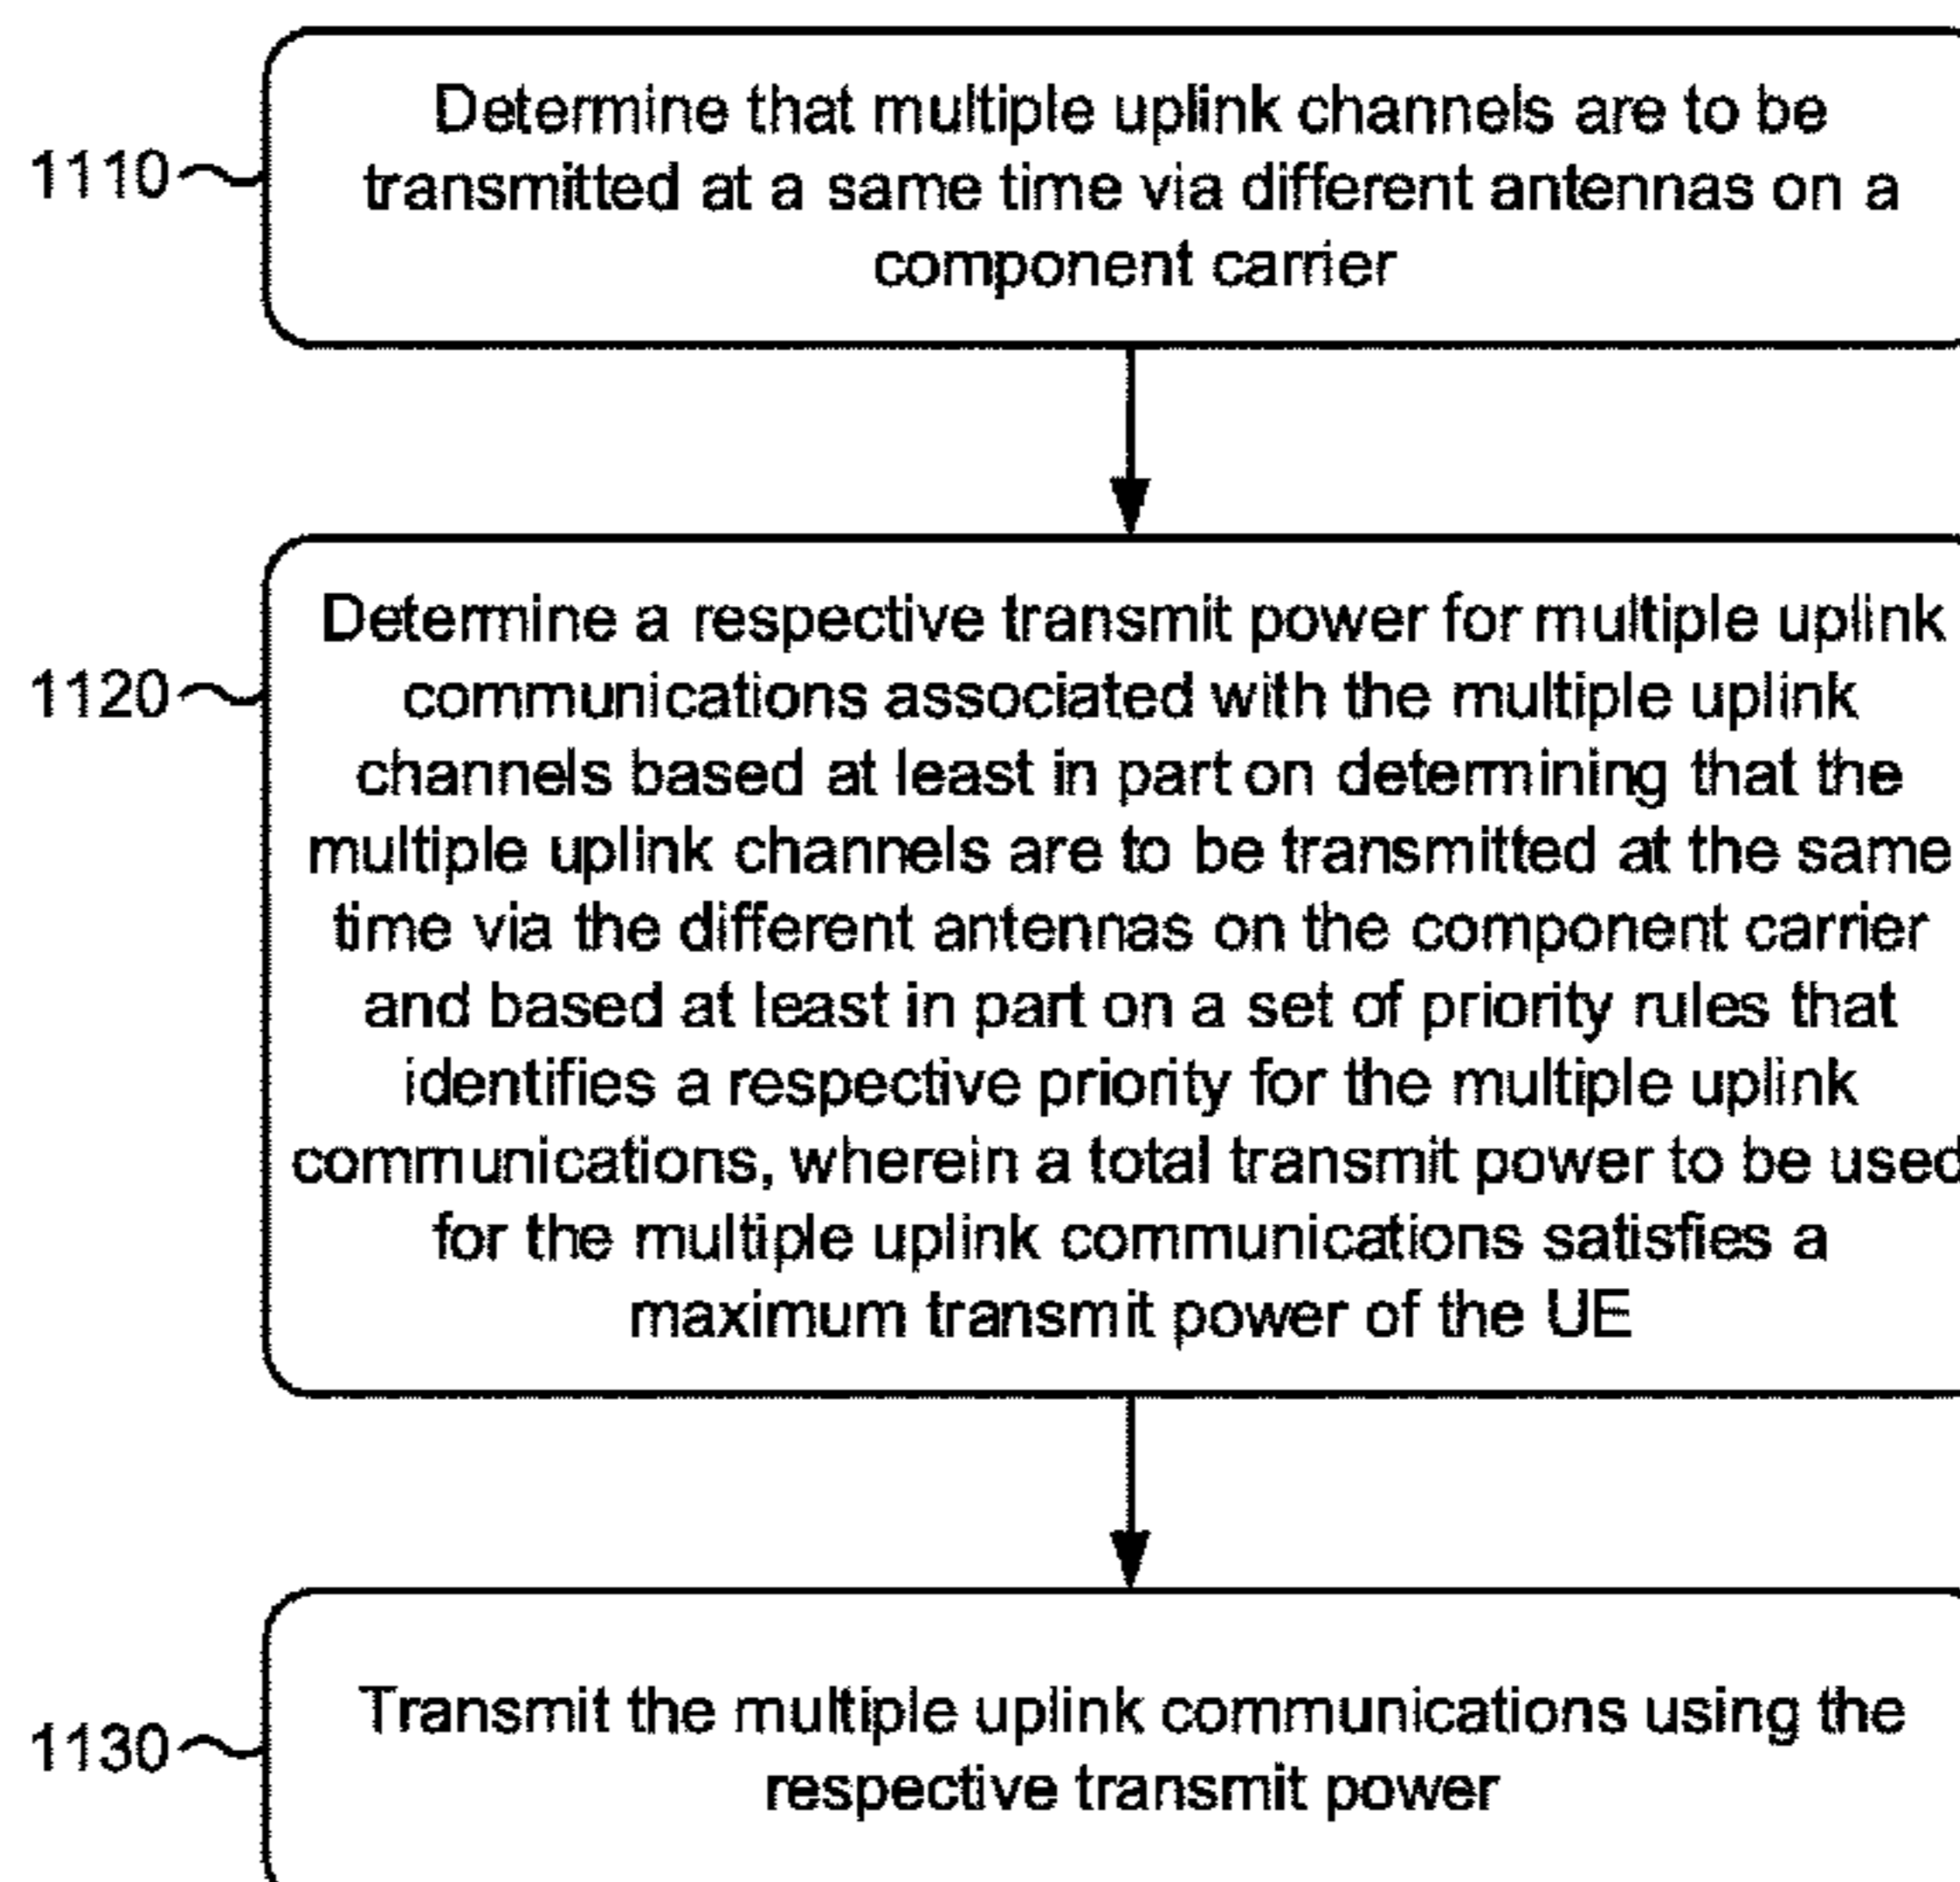 Determine that multiple uplink channels are to be
1110
transmitted at a same time via different antennas on a
component carrier
Determine a respective transmit power for multiple uplink
1120
communications associated with the multiple uplink
channels based at least in part on determining that the
multiple uplink channels are to be transmitted at the same
time via the different antennas on the component carrier
and based at least in part on a set of priority rules that
identifies a respective priority for the multiple uplink
communications, wherein a total transmit power to be used
for the multiple uplink communications satisfies a
maximum transmit power of the UE
Transmit the multiple uplink communications using the
1130
respective transmit power